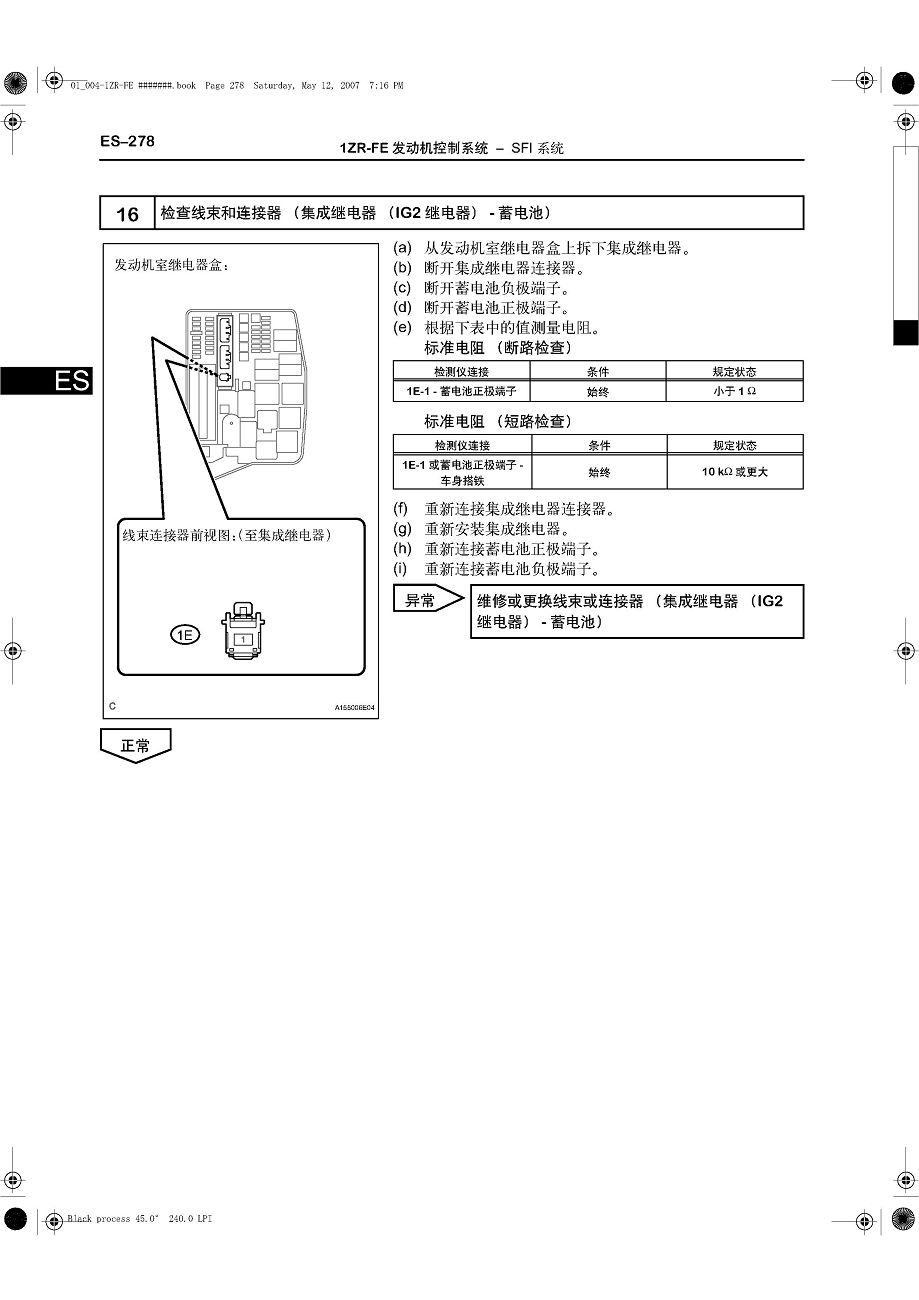 01_004-1ZR-FE #######.book Page 278 Saturday, May 12, 2007 7:16 PM
ES–278
1ZR-FE 发动机控制系统 – SFI 系统
16 检查线束和连接器 (集成继电器 (IG2 继电器) - 蓄电池)
发动机室继电器盒:
线束连接器前视图:(至集成继电器)
1E
1
C
A155006E04
ES
(a) 从发动机室继电器盒上拆下集成继电器。
(b) 断开集成继电器连接器。
(c) 断开蓄电池负极端子。
(d) 断开蓄电池正极端子。
(e) 根据下表中的值测量电阻。
标准电阻 (断路检查)
检测仪连接 条件 规定状态
1E-1 - 蓄电池正极端子 始终 小于 1 Ω
标准电阻 (短路检查)
检测仪连接 条件 规定状态
1E-1 或蓄电池正极端子 -
车身搭铁 始终 10 kΩ 或更大
(f) 重新连接集成继电器连接器。
(g) 重新安装集成继电器。
(h) 重新连接蓄电池正极端子。
(i) 重新连接蓄电池负极端子。
异常
维修或更换线束或连接器 (集成继电器 (IG2
继电器) - 蓄电池)
正常
Black process 45.0° 240.0 LPI